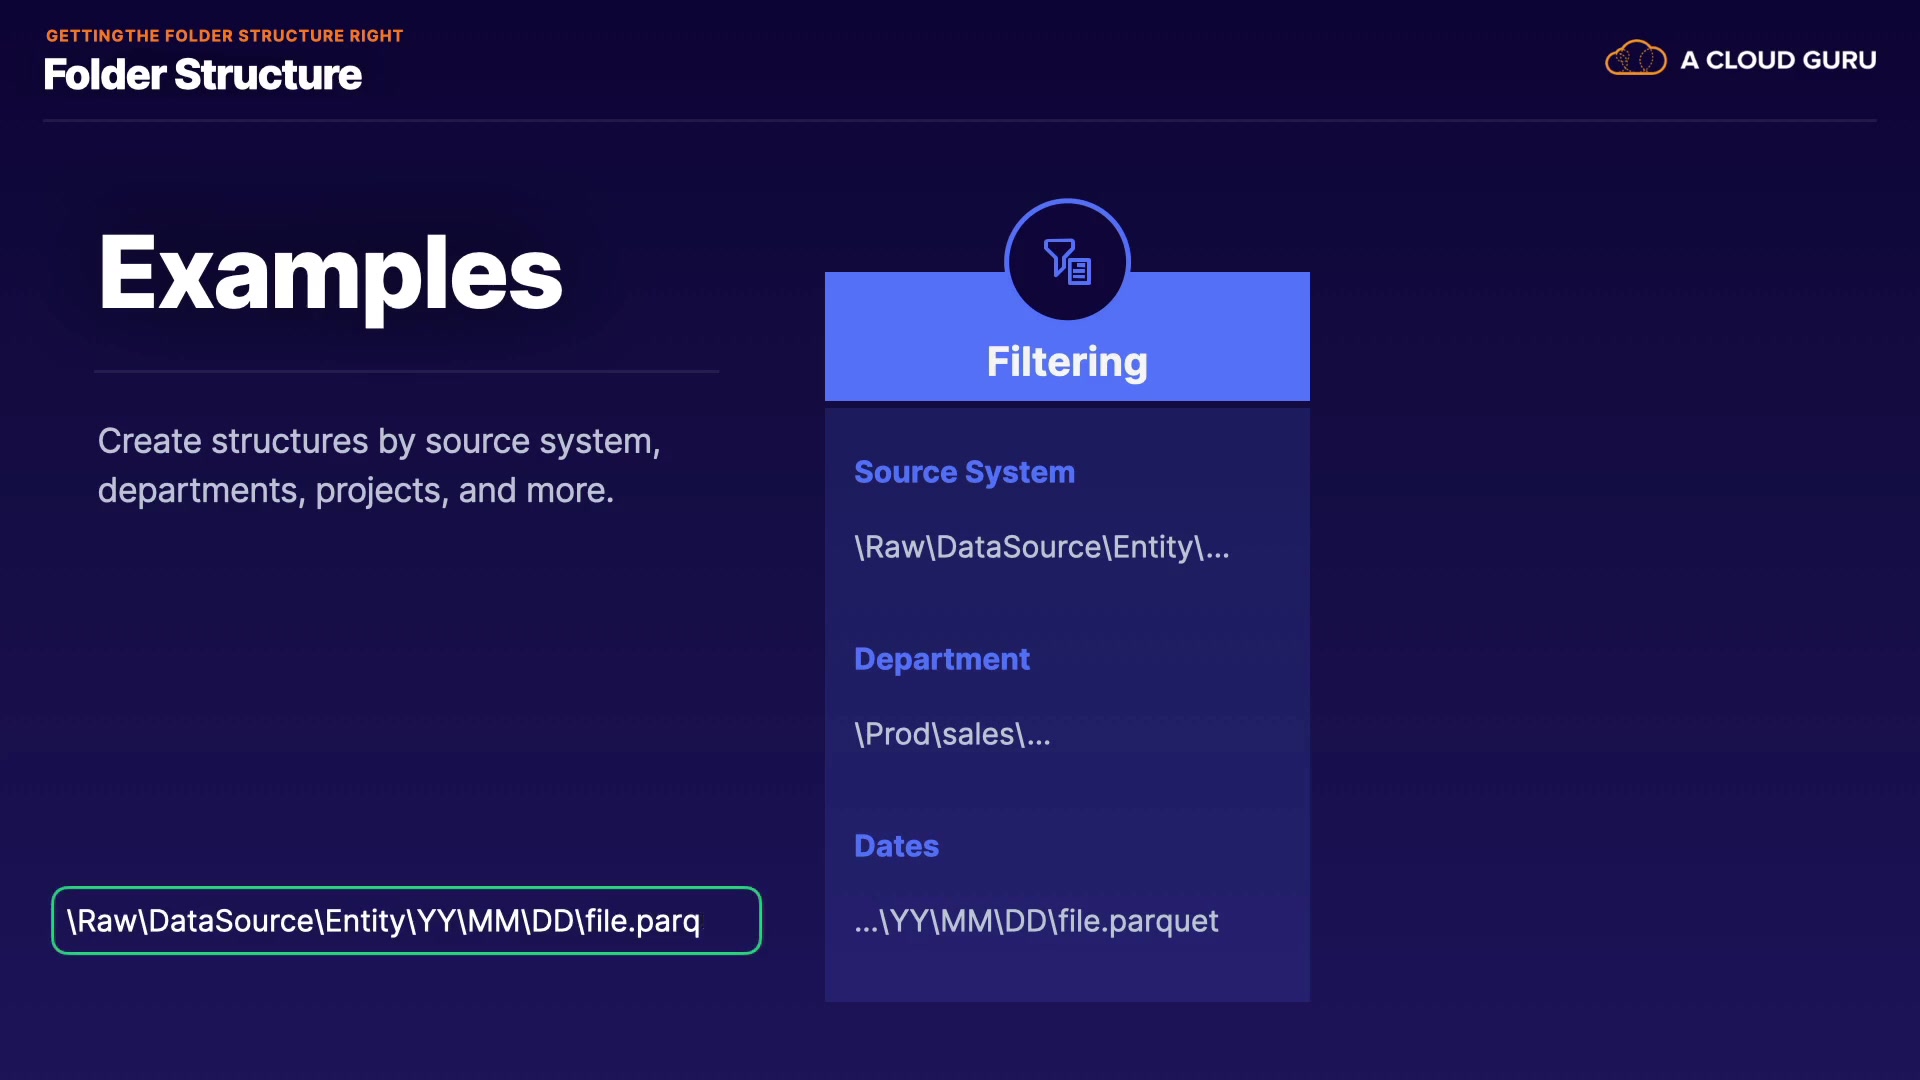 GETTINGTHE FOLDER STRUCTURE RIGHT
Folder Structure
A CLOUD GURU
Examples
Create structures by source system,
departments, projects, and more.
\Raw\DataSource\Entity\YY\MM\DD\file.parq
Filtering
Source System
\Raw\DataSource\Entity\...
Department
\Prod\sales\...
Dates
...\YY\MM\DD\file.parquet